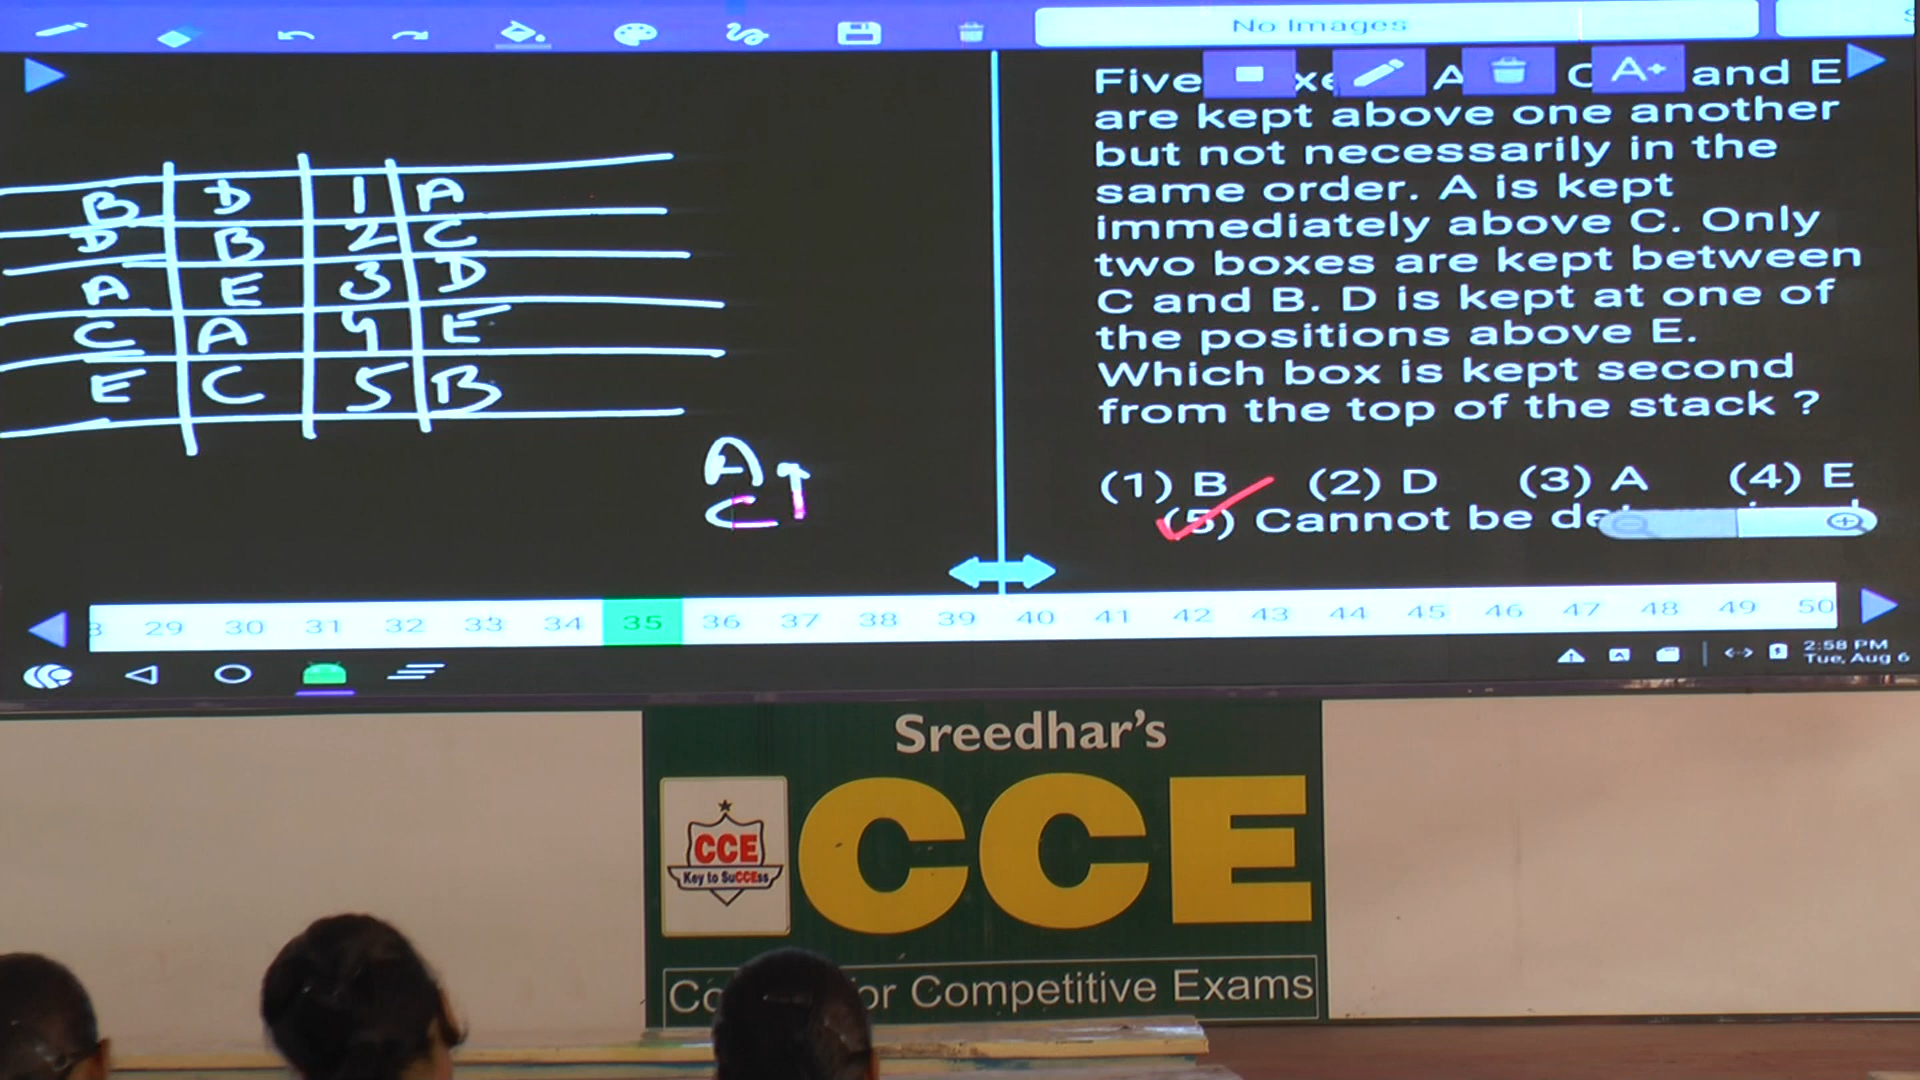 No Images
B D 1 A
D B 2 C
A E 3 D
C A 4 E
E C 5 B
A
C
Five A C A+ and E
are kept above one another
but not necessarily in the
same order. A is kept
immediately above C. Only
two boxes are kept between
C and B. D is kept at one of
the positions above E.
Which box is kept second
from the top of the stack ?
(1) B (2) D (3) A (4) E
(5) Cannot be
29 30 31 32 33 34 35 36 37 38 39 40 41 42 43 44 45 46 47 48 49 50
2:58 PM
Tue, Aug 6
Sreedhar's
CCE
Key to SuCCEss
CCE
or Competitive Exams